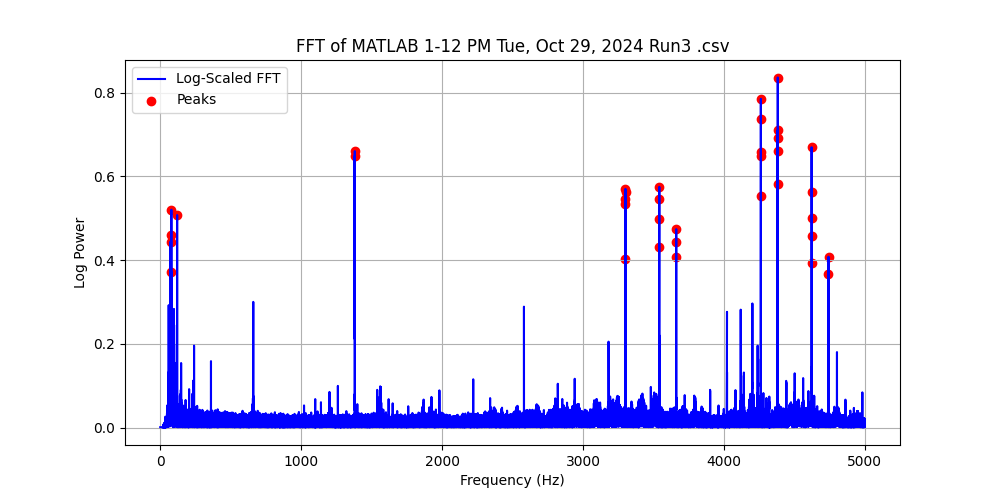 FFT of MATLAB 1-12 PM Tue, Oct 29, 2024 Run3 .csv
Log-Scaled FFT
Peaks
Log Power
0.8
0.6
0.4
0.2
0.0
0 1000 2000 3000 4000 5000
Frequency (Hz)